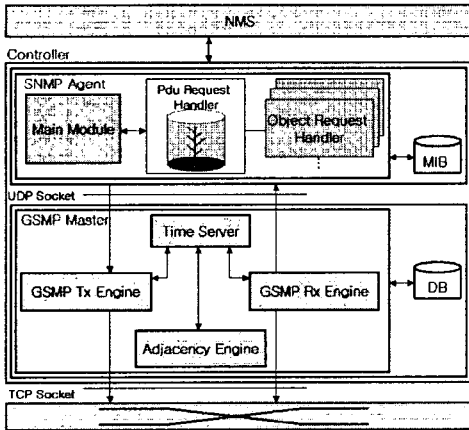 NMS
Controller
SNMP Agent
Main Module
Pdu Request
Handler
Object Request
Handler
MIB
UDP Socket
GSMP Master
Time Server
GSMP Tx Engine
GSMP Rx Engine
DB
Adjacency Engine
TCP Socket